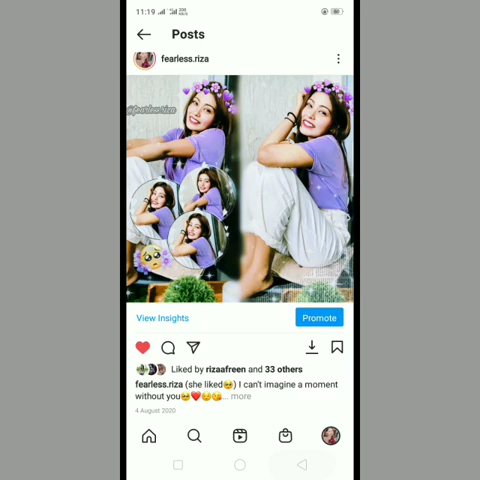 11:19
Posts
fearless.riza
@fearless.riza
View Insights
Promote
Liked by rizaafreen and 33 others
fearless.riza (she liked🥺) I can't imagine a moment
without you🥺❤️😊😘... more
4 August 2020